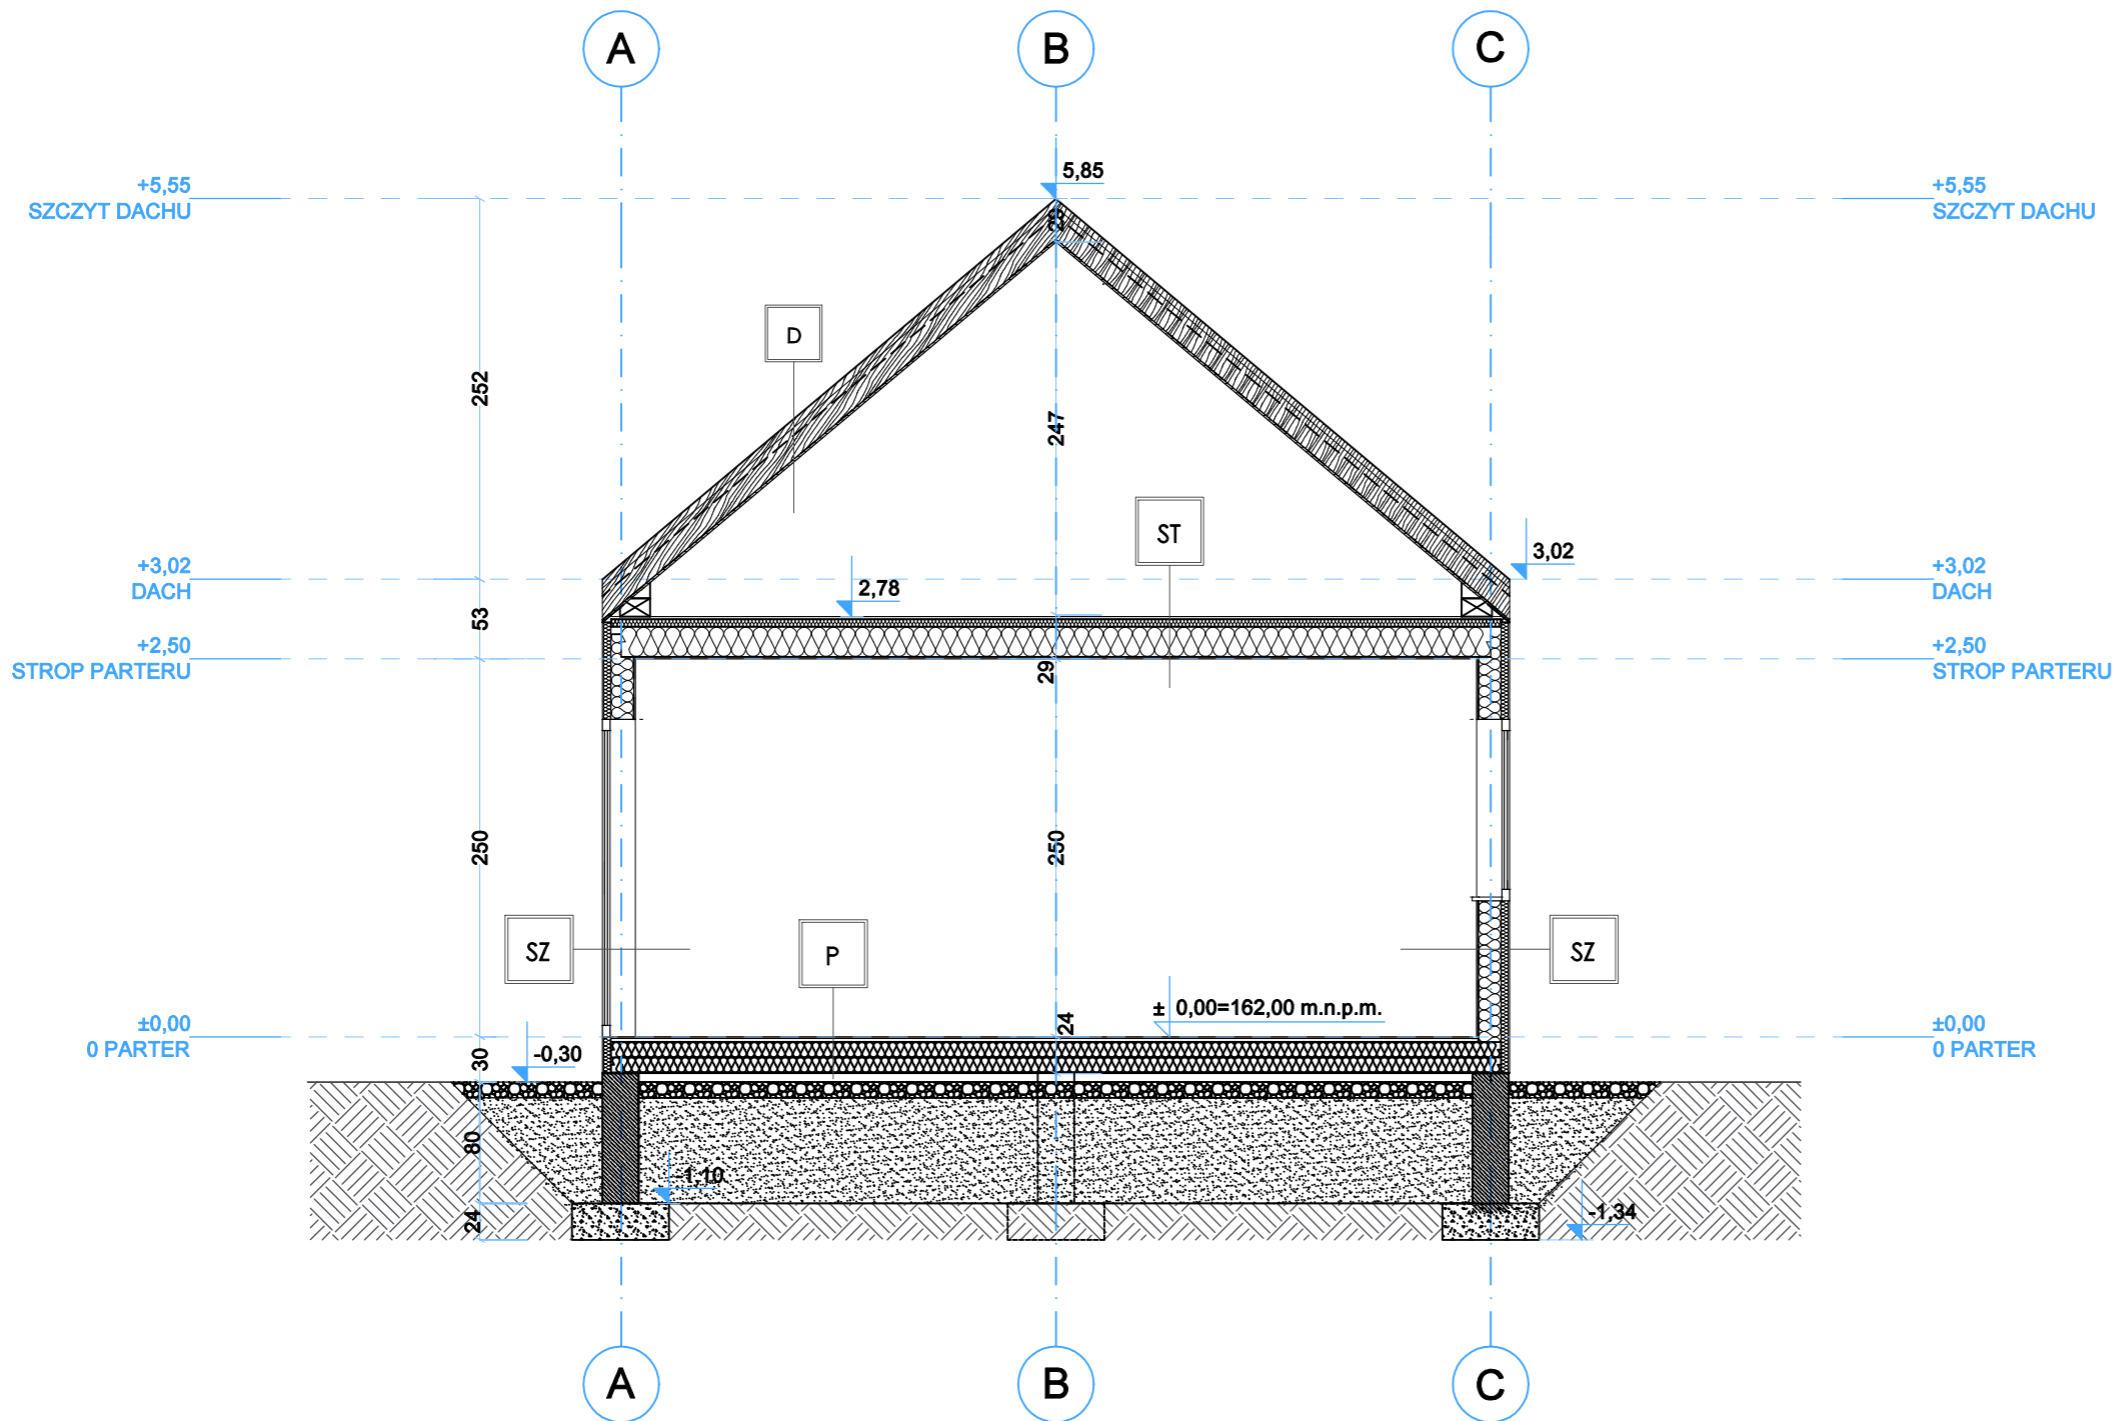 A
B
C
5,85
+5,55
SZCZYT DACHU
+5,55
SZCZYT DACHU
28
D
252
247
ST
3,02
+3,02
DACH
+3,02
DACH
2,78
53
+2,50
STROP PARTERU
+2,50
STROP PARTERU
29
250
250
SZ
P
SZ
± 0,00=162,00 m.n.p.m.
24
±0,00
0 PARTER
±0,00
0 PARTER
30
-0,30
80
-1,10
24
-1,34
A
B
C